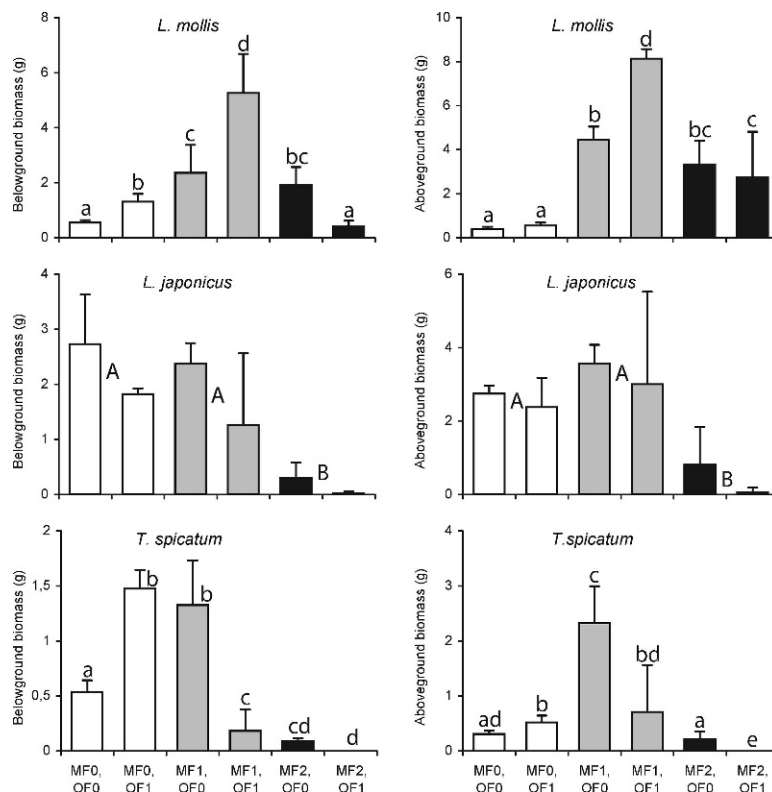 L. mollis
Belowground biomass (g)
8
6
4
2
0
a
b
c
d
bc
a
L. mollis
Aboveground biomass (g)
10
8
6
4
2
0
a
a
b
d
bc
c
L. japonicus
Belowground biomass (g)
4
3
2
1
0
A
A
B
L. japonicus
Aboveground biomass (g)
6
4
2
0
A
A
B
T. spicatum
Belowground biomass (g)
2
1,5
1
0,5
0
a
b
b
c
cd
d
MF0, MF0, MF1, MF1, MF2, MF2,
OF0 OF1 OF0 OF1 OF0 OF1
T.spicatum
Aboveground biomass (g)
4
3
2
1
0
ad
b
c
bd
a
e
MF0, MF0, MF1, MF1, MF2, MF2,
OF0 OF1 OF0 OF1 OF0 OF1